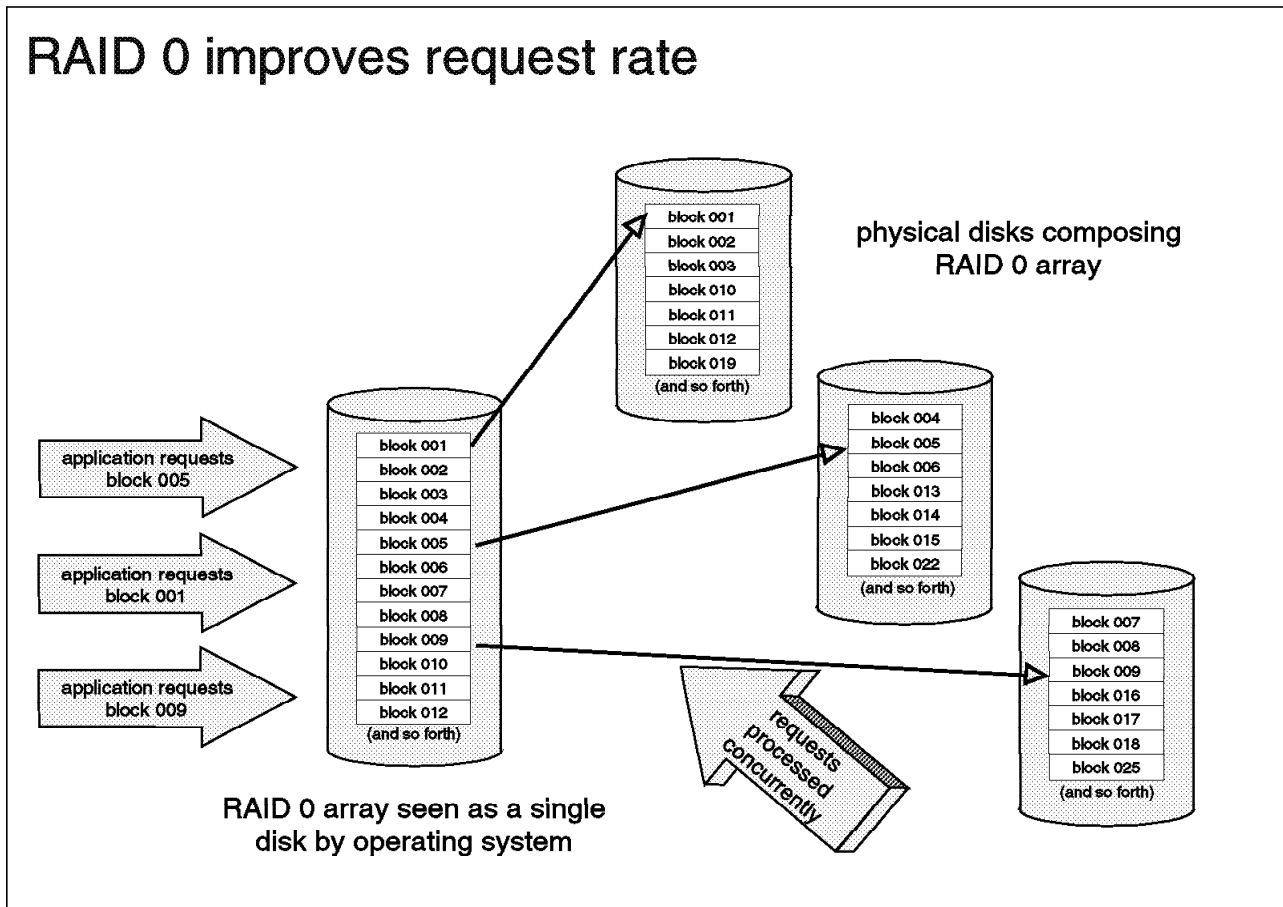 RAID 0 improves request rate
block 001
block 002
block 003
block 010
block 011
block 012
block 019
(and so forth)
physical disks composing
RAID 0 array
block 004
block 005
block 006
block 013
block 014
block 015
block 022
(and so forth)
application requests
block 005
application requests
block 001
application requests
block 009
block 001
block 002
block 003
block 004
block 005
block 006
block 007
block 008
block 009
block 010
block 011
block 012
(and so forth)
block 007
block 008
block 009
block 016
block 017
block 018
block 025
(and so forth)
requests
processed
concurrently
RAID 0 array seen as a single
disk by operating system